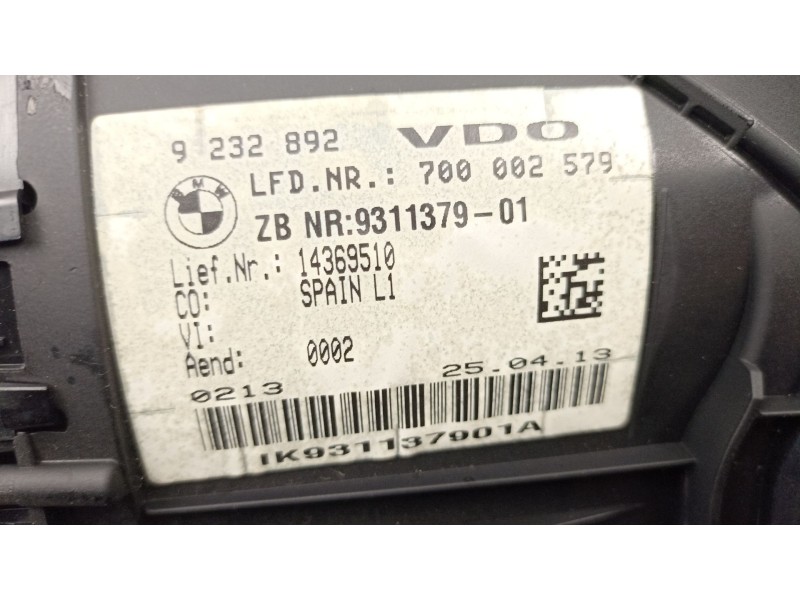 9 232 892 VDO
BMW
LFD.NR.: 700 002 579
ZB NR:9311379-01
Lief.Nr.: 14369510
CO: SPAIN L1
VI:
Aend: 0002
0213 25.04.13
IK931137901A